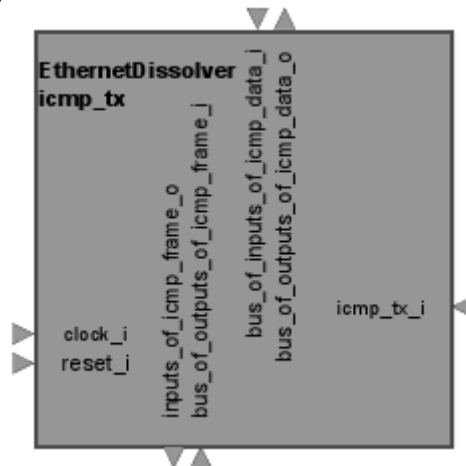 EthernetDissolver
icmp_tx
inputs_of_icmp_frame_o
bus_of_outputs_of_icmp_frame_i
bus_of_inputs_of_icmp_data_i
bus_of_outputs_of_icmp_data_o
icmp_tx_i
clock_i
reset_i